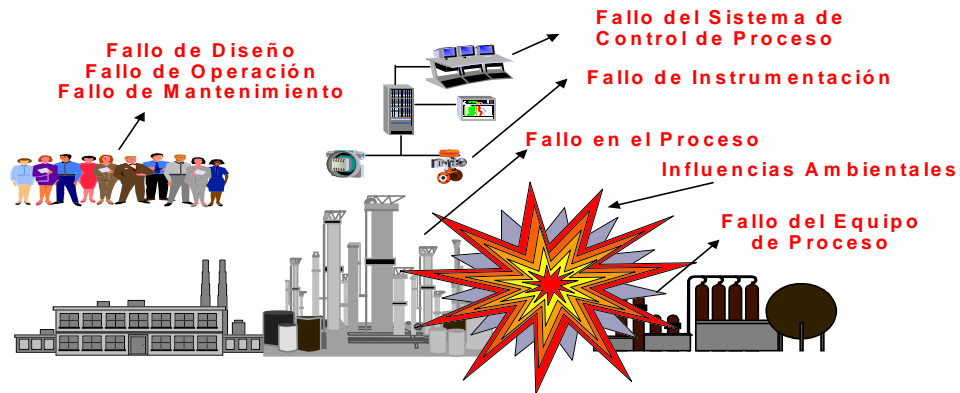 Fallo del Sistema de
Control de Proceso
Fallo de Diseño
Fallo de Operación
Fallo de Mantenimiento
Fallo de Instrumentación
Fallo en el Proceso
Influencias Ambientales
Fallo del Equipo
de Proceso